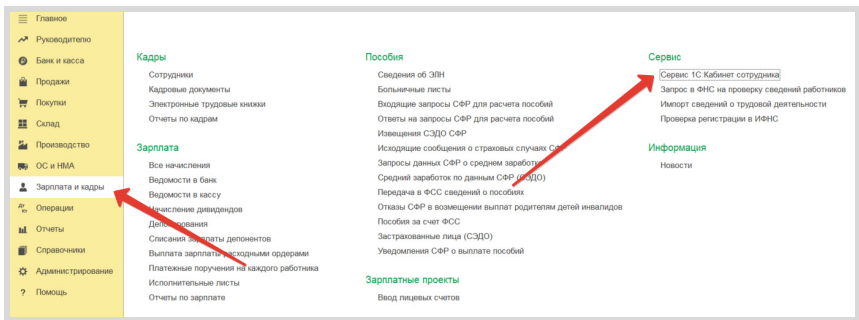 Главное
Руководителю
Банк и касса
Продажи
Покупки
Склад
Производство
ОС и НМА
Зарплата и кадры
Операции
Отчеты
Справочники
Администрирование
Помощь
Кадры
Сотрудники
Кадровые документы
Электронные трудовые книжки
Отчеты по кадрам
Зарплата
Все начисления
Ведомости в банк
Ведомости в кассу
Начисление дивидендов
Депонирования
Списания зарплаты депонентов
Выплата зарплаты расходными ордерами
Платежные поручения на каждого работника
Исполнительные листы
Отчеты по зарплате
Пособия
Сведения об ЭЛН
Больничные листы
Входящие запросы СФР для расчета пособий
Ответы на запросы СФР для расчета пособий
Извещения СЭДО СФР
Исходящие сообщения о страховых случаях СФР
Запросы данных СФР о среднем заработке
Средний заработок по данным СФР (СЭДО)
Передача в ФСС сведений о пособиях
Отказы СФР в возмещении выплат родителям детей инвалидов
Пособия за счет ФСС
Застрахованные лица (СЭДО)
Уведомления СФР о выплате пособий
Зарплатные проекты
Ввод лицевых счетов
Сервис
Сервис 1С:Кабинет сотрудника
Запрос в ФНС на проверку сведений работников
Импорт сведений о трудовой деятельности
Проверка регистрации в ИФНС
Информация
Новости